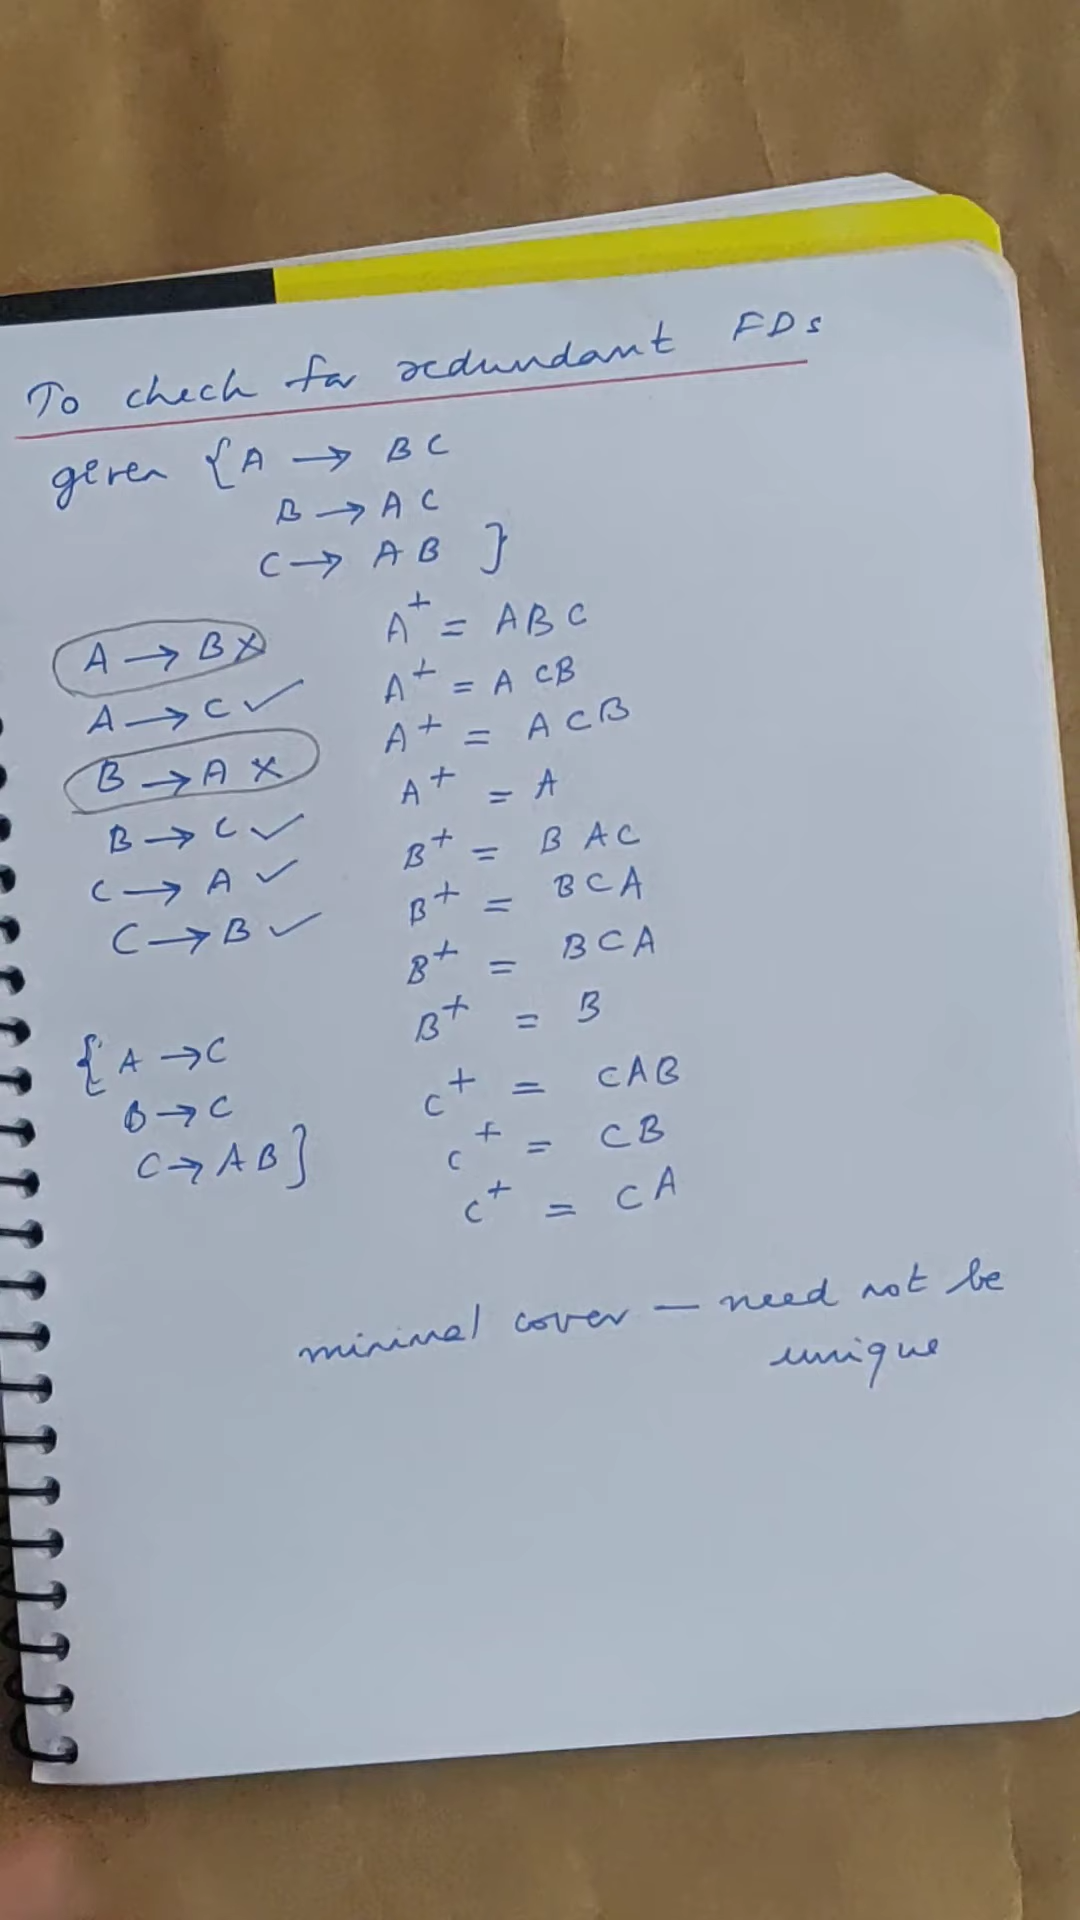 To check for redundant FDs
given {A → BC
B → AC
C → AB }
A → B ×
A → C ✓
B → A ×
B → C ✓
C → A ✓
C → B ✓
{A → C
B → C
C → AB}
A⁺ = ABC
A⁺ = ACB
A⁺ = ACB
A⁺ = A
B⁺ = BAC
B⁺ = BCA
B⁺ = BCA
B⁺ = B
C⁺ = CAB
C⁺ = CB
C⁺ = CA
minimal cover — need not be
unique